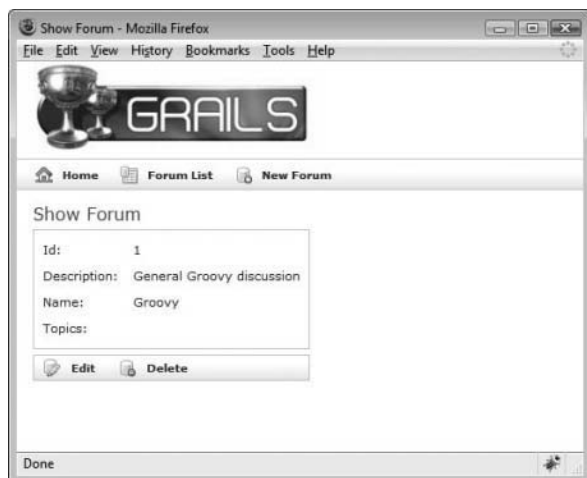 Show Forum - Mozilla Firefox
File Edit View History Bookmarks Tools Help
GRAILS
Home Forum List New Forum
Show Forum
Id: 1
Description: General Groovy discussion
Name: Groovy
Topics:
Edit Delete
Done